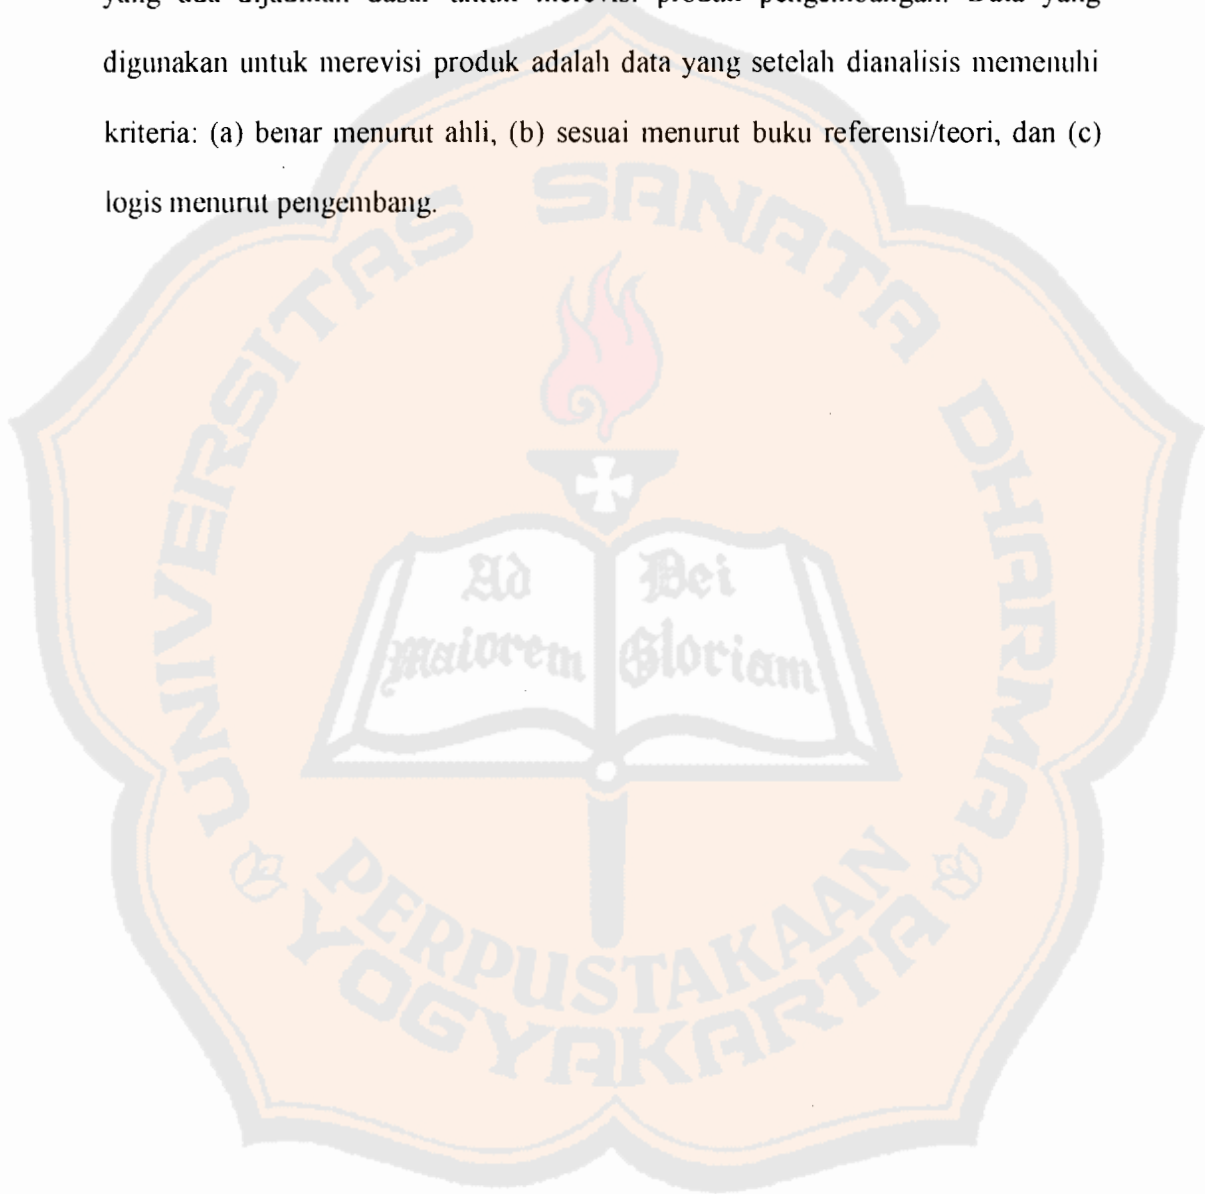 yang ada dijadikan dasar untuk merevisi produk pengembangan. Data yang
digunakan untuk merevisi produk adalah data yang setelah dianalisis memenuhi
kriteria: (a) benar menurut ahli, (b) sesuai menurut buku referensi/teori, dan (c)
logis menurut pengembang.
UNIVERSITAS SANATA DHARMA
Ad Dei
Maiorem Gloriam
PERPUSTAKAAN
YOGYAKARTA